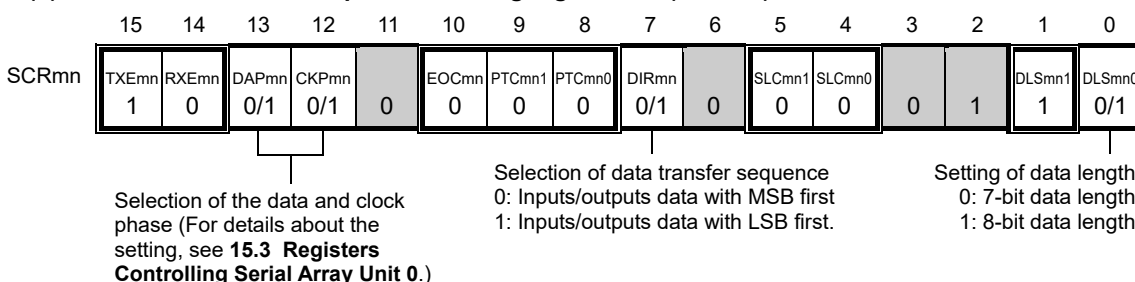 15 14 13 12 11 10 9 8 7 6 5 4 3 2 1 0
SCRmn
TXEmn RXEmn DAPmn CKPmn EOCmn PTCmn1 PTCmn0 DIRmn SLCmn1 SLCmn0 DLSmn1 DLSmn0
1 0 0/1 0/1 0 0 0 0 0/1 0 0 0 0 1 1 0/1
Selection of the data and clock
phase (For details about the
setting, see 15.3 Registers
Controlling Serial Array Unit 0.)
Selection of data transfer sequence
0: Inputs/outputs data with MSB first
1: Inputs/outputs data with LSB first.
Setting of data length
0: 7-bit data length
1: 8-bit data length